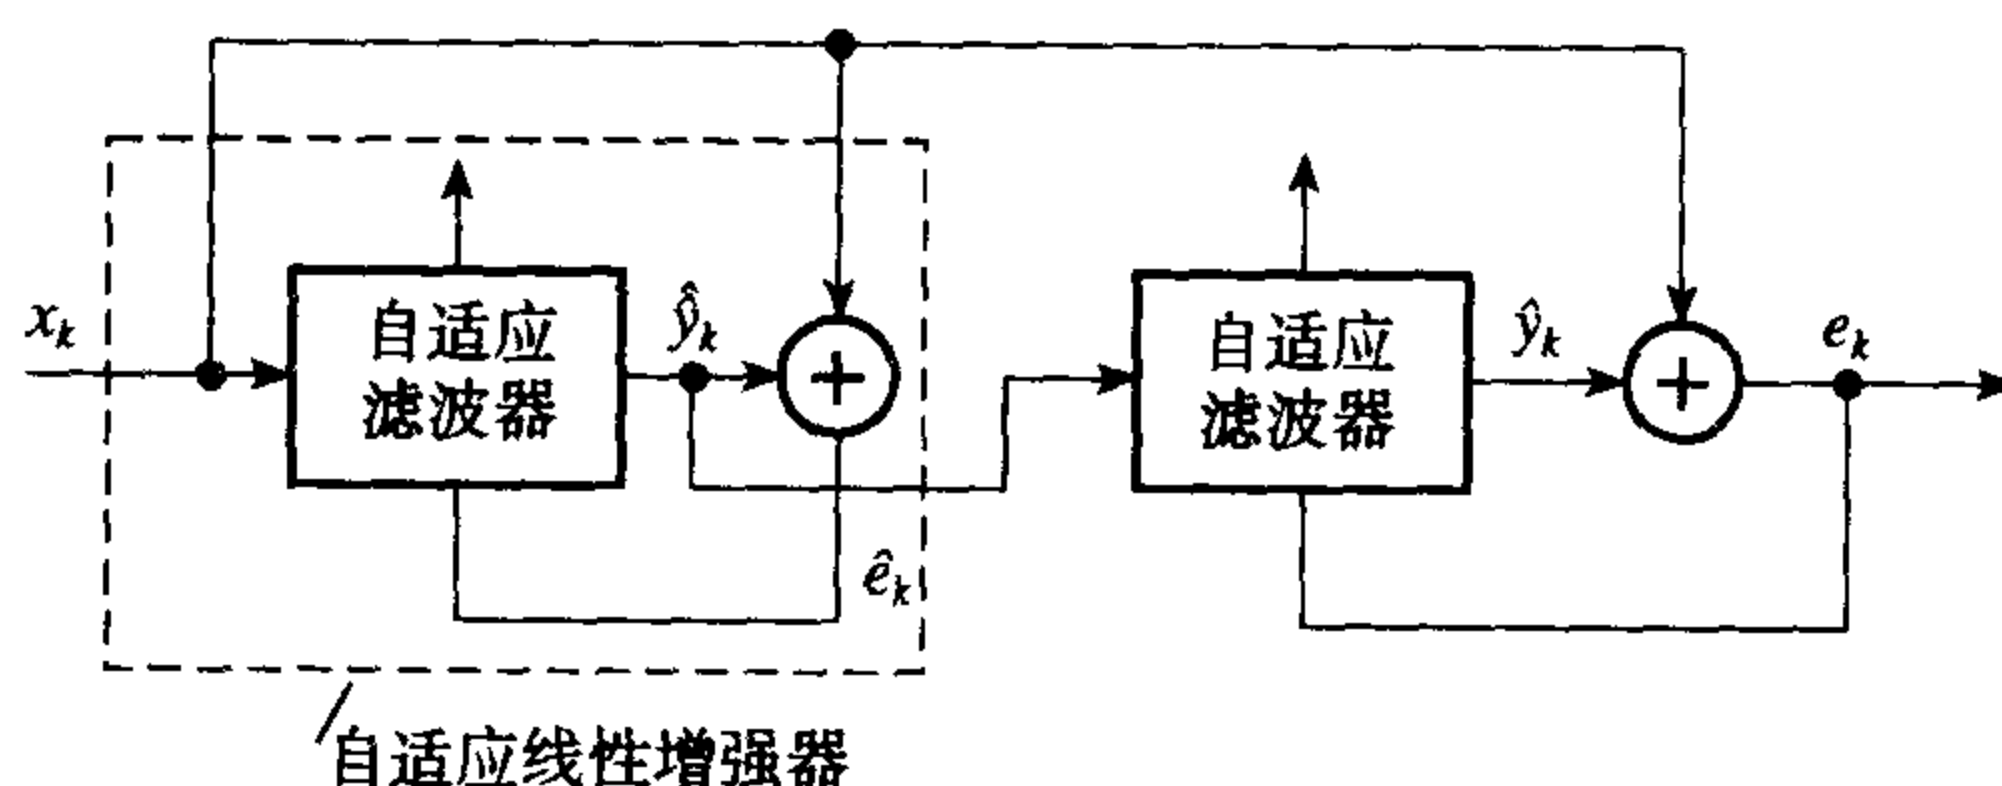 x_k
自适应
滤波器
ŷ_k
+
ê_k
自适应
滤波器
ŷ_k
+
e_k
自适应线性增强器